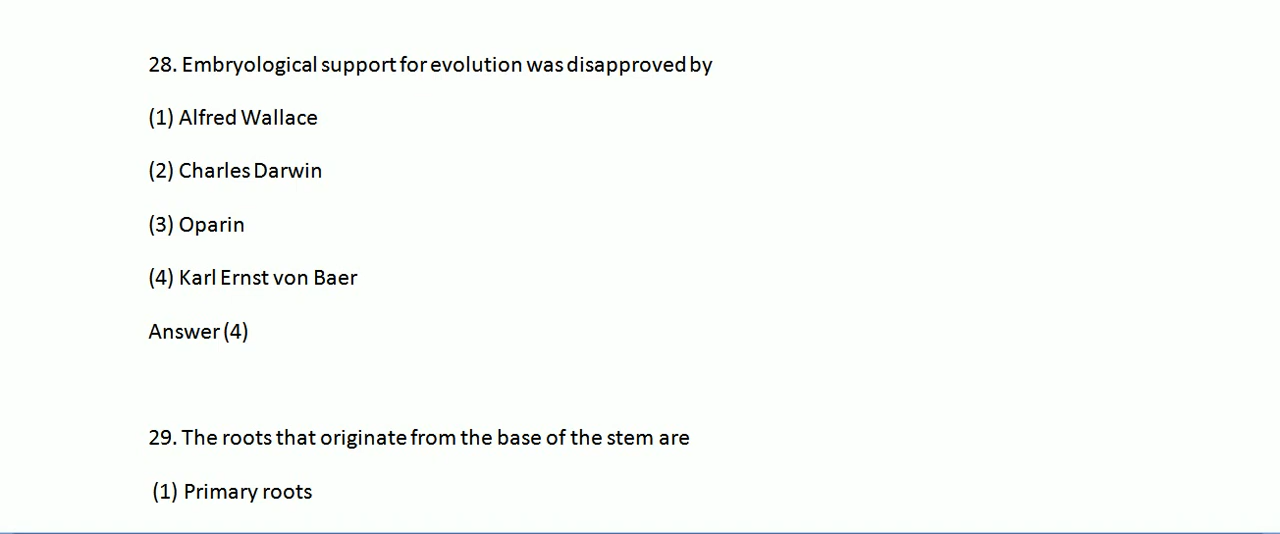 28. Embryological support for evolution was disapproved by
(1) Alfred Wallace
(2) Charles Darwin
(3) Oparin
(4) Karl Ernst von Baer
Answer (4)
29. The roots that originate from the base of the stem are
(1) Primary roots